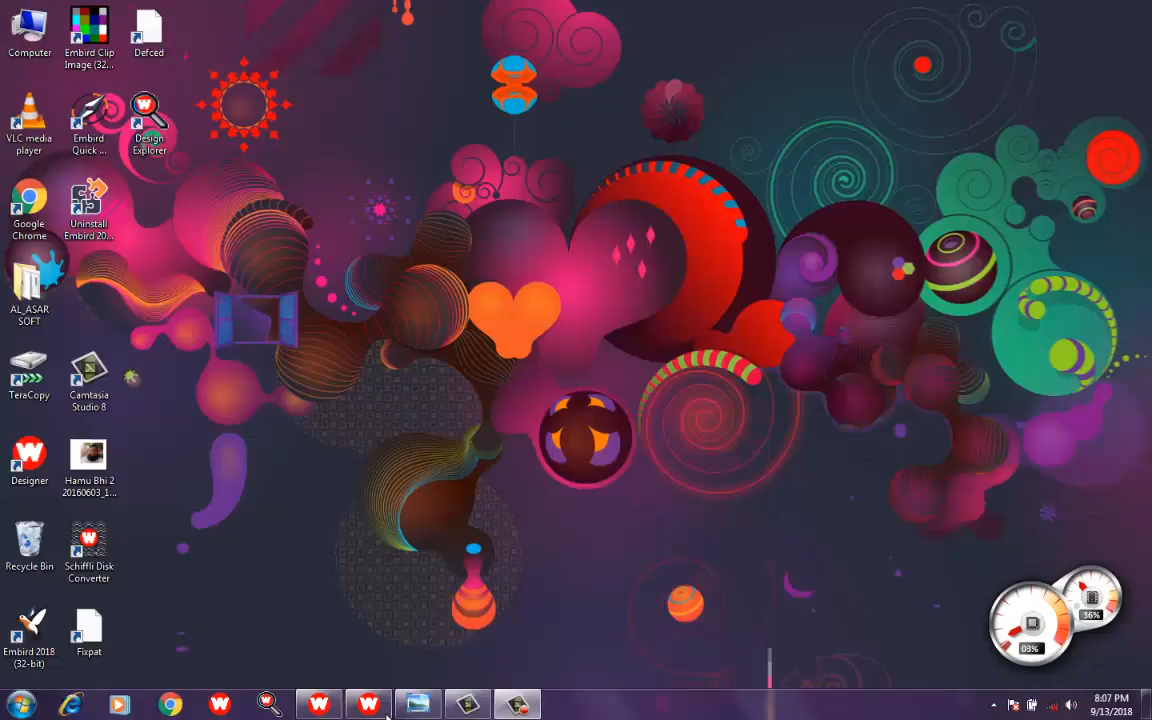 Computer
Embird Clip
Image (32...
Defced
VLC media
player
Embird
Quick ...
Design
Explorer
Google
Chrome
Uninstall
Embird 20...
AL_ASAR
SOFT
TeraCopy
Camtasia
Studio 8
Designer
Hamu Bhi 2
20160603_1...
Recycle Bin
Schiffli Disk
Converter
Embird 2018
(32-bit)
Fixpat
36%
03%
8:07 PM
9/13/2018